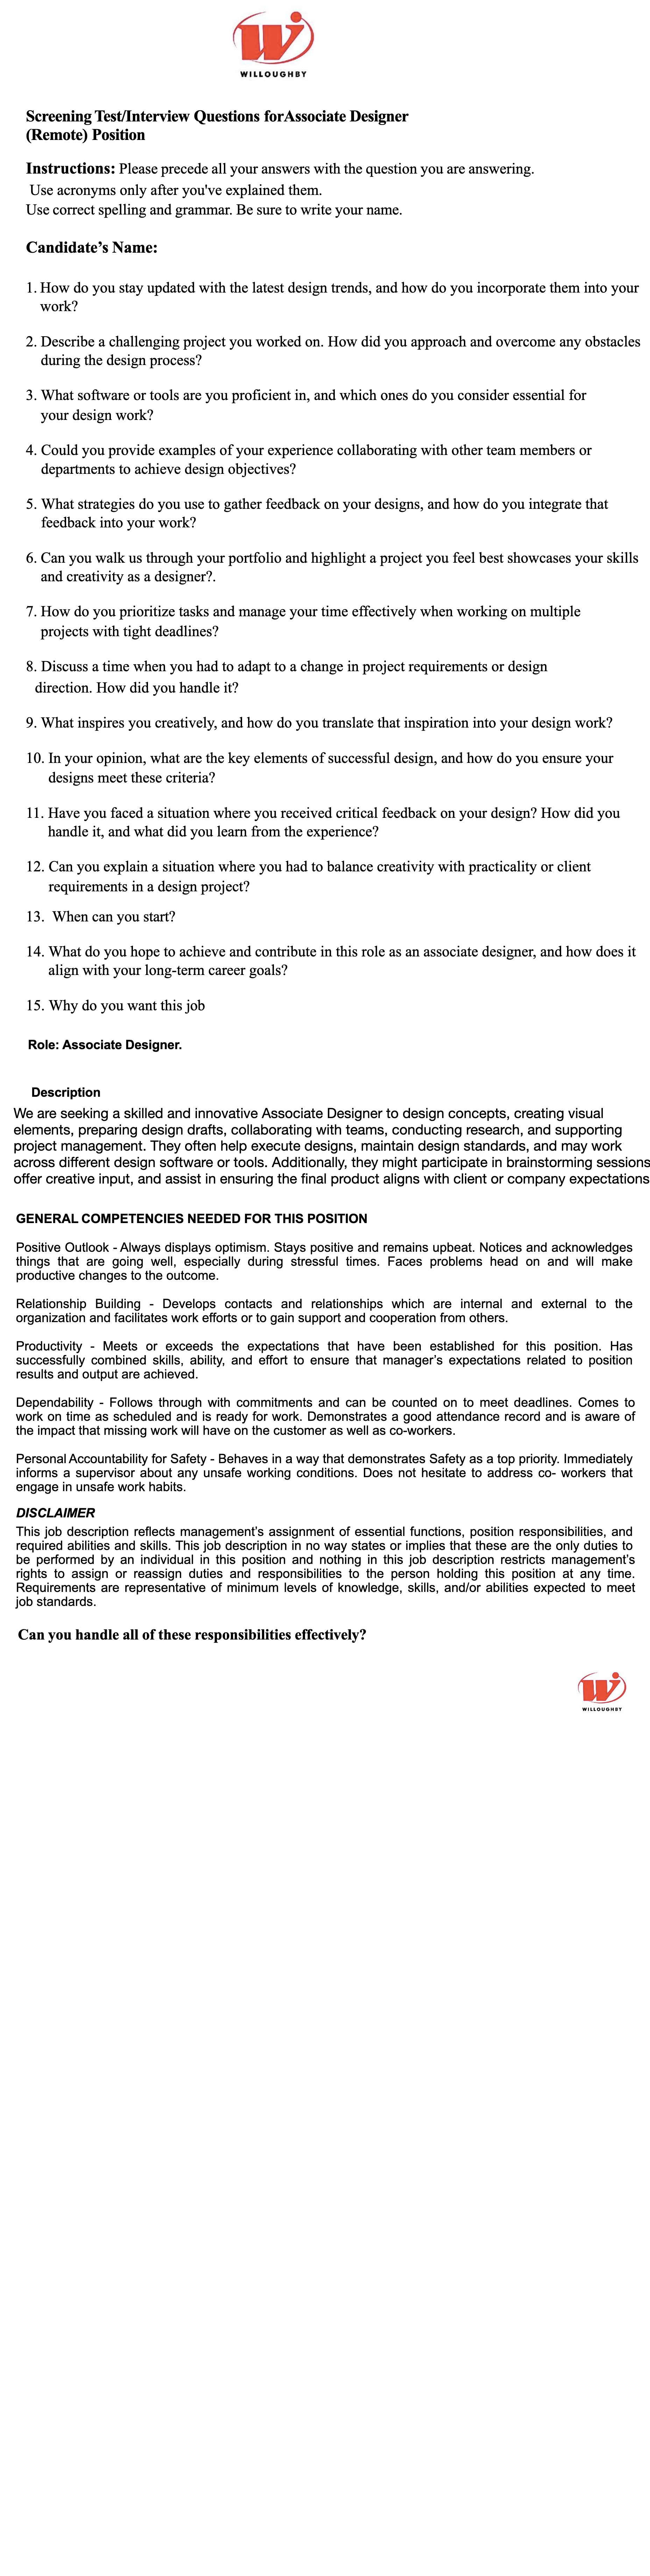 WILLOUGHBY
Screening Test/Interview Questions forAssociate Designer
(Remote) Position
Instructions: Please precede all your answers with the question you are answering.
Use acronyms only after you've explained them.
Use correct spelling and grammar. Be sure to write your name.
Candidate’s Name:
1. How do you stay updated with the latest design trends, and how do you incorporate them into your
work?
2. Describe a challenging project you worked on. How did you approach and overcome any obstacles
during the design process?
3. What software or tools are you proficient in, and which ones do you consider essential for
your design work?
4. Could you provide examples of your experience collaborating with other team members or
departments to achieve design objectives?
5. What strategies do you use to gather feedback on your designs, and how do you integrate that
feedback into your work?
6. Can you walk us through your portfolio and highlight a project you feel best showcases your skills
and creativity as a designer?.
7. How do you prioritize tasks and manage your time effectively when working on multiple
projects with tight deadlines?
8. Discuss a time when you had to adapt to a change in project requirements or design
direction. How did you handle it?
9. What inspires you creatively, and how do you translate that inspiration into your design work?
10. In your opinion, what are the key elements of successful design, and how do you ensure your
designs meet these criteria?
11. Have you faced a situation where you received critical feedback on your design? How did you
handle it, and what did you learn from the experience?
12. Can you explain a situation where you had to balance creativity with practicality or client
requirements in a design project?
13. When can you start?
14. What do you hope to achieve and contribute in this role as an associate designer, and how does it
align with your long-term career goals?
15. Why do you want this job
Role: Associate Designer.
Description
We are seeking a skilled and innovative Associate Designer to design concepts, creating visual
elements, preparing design drafts, collaborating with teams, conducting research, and supporting
project management. They often help execute designs, maintain design standards, and may work
across different design software or tools. Additionally, they might participate in brainstorming sessions
offer creative input, and assist in ensuring the final product aligns with client or company expectations
GENERAL COMPETENCIES NEEDED FOR THIS POSITION
Positive Outlook - Always displays optimism. Stays positive and remains upbeat. Notices and acknowledges
things that are going well, especially during stressful times. Faces problems head on and will make
productive changes to the outcome.
Relationship Building - Develops contacts and relationships which are internal and external to the
organization and facilitates work efforts or to gain support and cooperation from others.
Productivity - Meets or exceeds the expectations that have been established for this position. Has
successfully combined skills, ability, and effort to ensure that manager’s expectations related to position
results and output are achieved.
Dependability - Follows through with commitments and can be counted on to meet deadlines. Comes to
work on time as scheduled and is ready for work. Demonstrates a good attendance record and is aware of
the impact that missing work will have on the customer as well as co-workers.
Personal Accountability for Safety - Behaves in a way that demonstrates Safety as a top priority. Immediately
informs a supervisor about any unsafe working conditions. Does not hesitate to address co- workers that
engage in unsafe work habits.
DISCLAIMER
This job description reflects management’s assignment of essential functions, position responsibilities, and
required abilities and skills. This job description in no way states or implies that these are the only duties to
be performed by an individual in this position and nothing in this job description restricts management’s
rights to assign or reassign duties and responsibilities to the person holding this position at any time.
Requirements are representative of minimum levels of knowledge, skills, and/or abilities expected to meet
job standards.
Can you handle all of these responsibilities effectively?
WILLOUGHBY